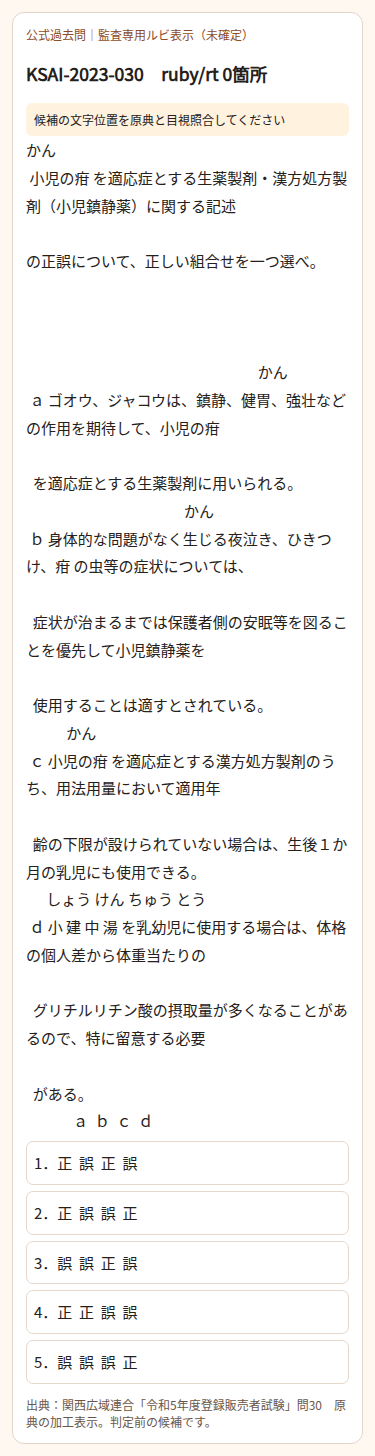 公式過去問｜監査専用ルビ表示（未確定）
KSAI-2023-030　ruby/rt 0箇所
候補の文字位置を原典と目視照合してください
かん
小児の疳 を適応症とする生薬製剤・漢方処方製
剤（小児鎮静薬）に関する記述
の正誤について、正しい組合せを一つ選べ。
かん
ａ ゴオウ、ジャコウは、鎮静、健胃、強壮など
の作用を期待して、小児の疳
を適応症とする生薬製剤に用いられる。
かん
ｂ 身体的な問題がなく生じる夜泣き、ひきつ
け、疳 の虫等の症状については、
症状が治まるまでは保護者側の安眠等を図るこ
とを優先して小児鎮静薬を
使用することは適すとされている。
かん
ｃ 小児の疳 を適応症とする漢方処方製剤のう
ち、用法用量において適用年
齢の下限が設けられていない場合は、生後１か
月の乳児にも使用できる。
しょう けん ちゅう とう
ｄ 小 建 中 湯 を乳幼児に使用する場合は、体格
の個人差から体重当たりの
グリチルリチン酸の摂取量が多くなることがあ
るので、特に留意する必要
がある。
ａ ｂ ｃ ｄ
1．正 誤 正 誤
2．正 誤 誤 正
3．誤 誤 正 誤
4．正 正 誤 誤
5．誤 誤 誤 正
出典：関西広域連合「令和5年度登録販売者試験」問30　原
典の加工表示。判定前の候補です。